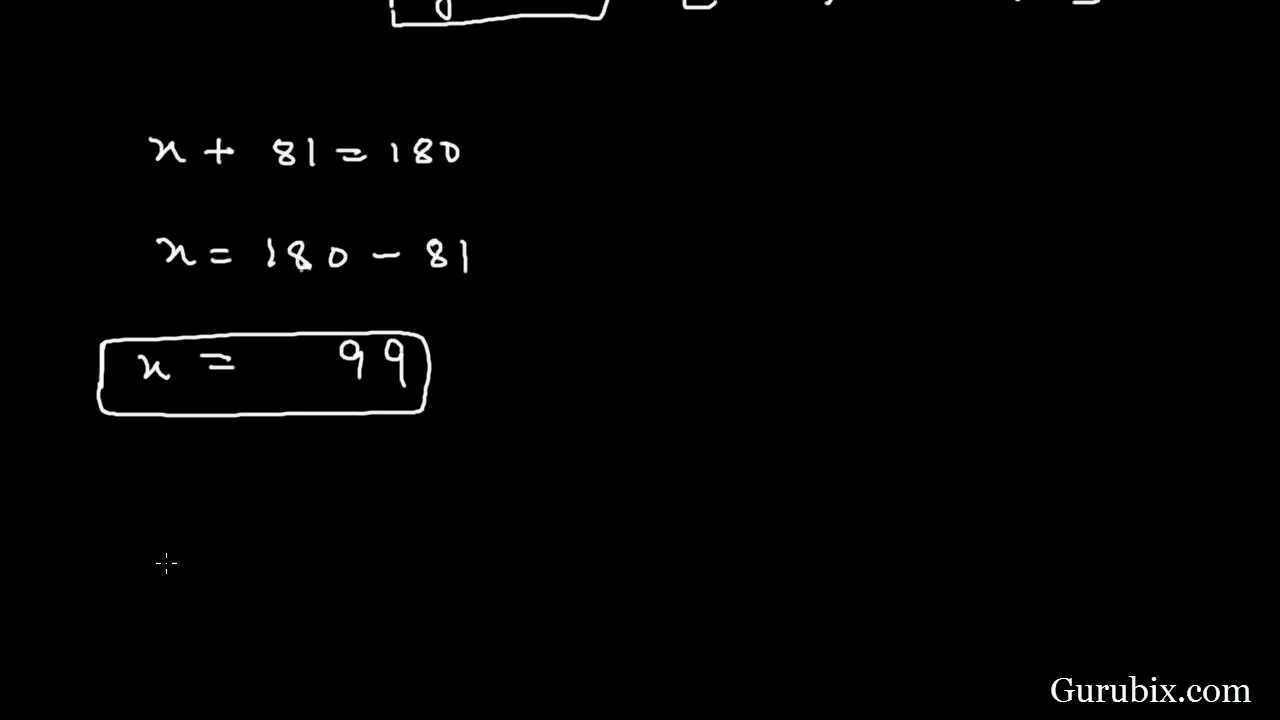 x + 81 = 180
x = 180 - 81
x = 99
Gurubix.com